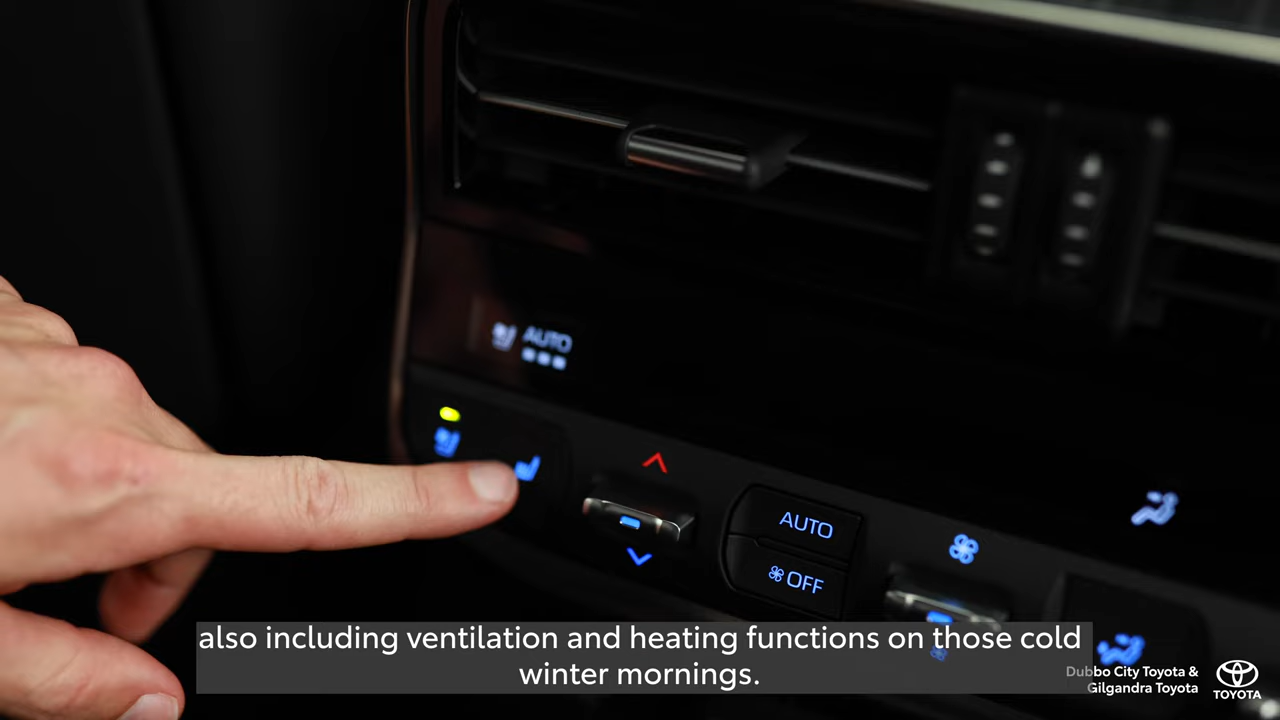 AUTO
AUTO
OFF
also including ventilation and heating functions on those cold
winter mornings.
Dubbo City Toyota &
Gilgandra Toyota
TOYOTA